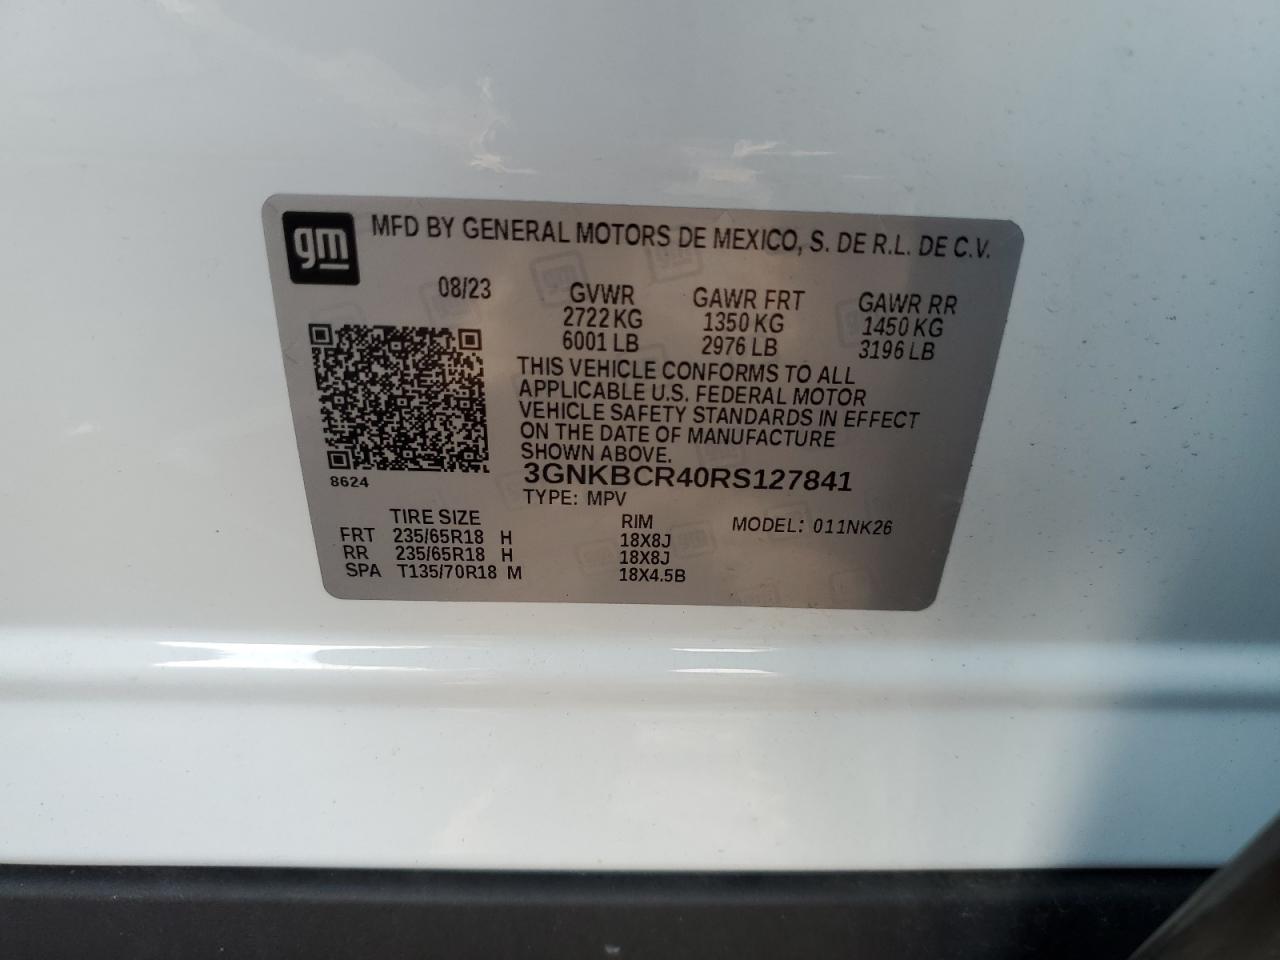 gm MFD BY GENERAL MOTORS DE MEXICO, S. DE R.L. DE C.V.
08/23 GVWR GAWR FRT GAWR RR
2722 KG 1350 KG 1450 KG
6001 LB 2976 LB 3196 LB
THIS VEHICLE CONFORMS TO ALL
APPLICABLE U.S. FEDERAL MOTOR
VEHICLE SAFETY STANDARDS IN EFFECT
ON THE DATE OF MANUFACTURE
SHOWN ABOVE.
8624 3GNKBCR40RS127841
TYPE: MPV
TIRE SIZE RIM MODEL: 011NK26
FRT 235/65R18 H 18X8J
RR 235/65R18 H 18X8J
SPA T135/70R18 M 18X4.5B